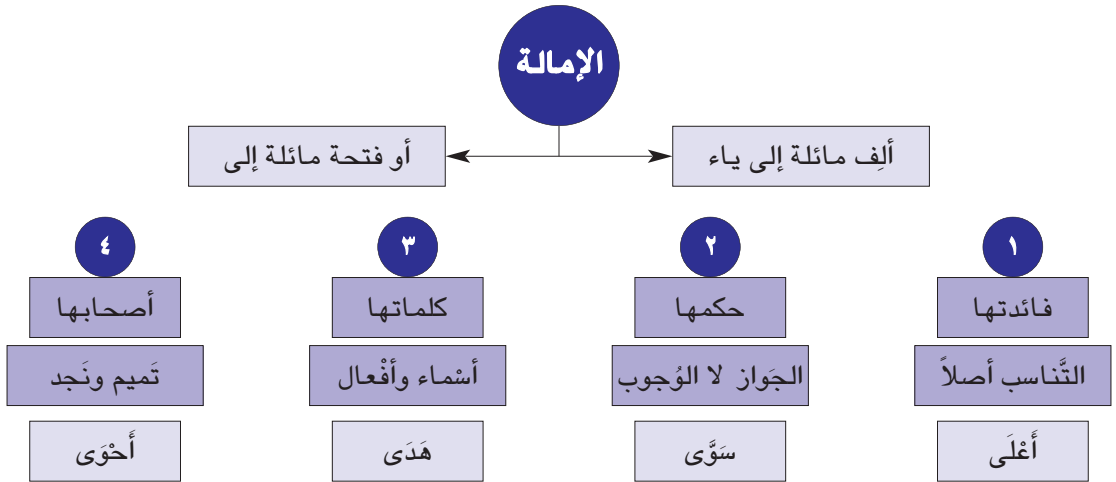 الإمالة
ألِف مائلة إلى ياء
أو فتحة مائلة إلى
١
فائدتها
التَّناسب أصلاً
أَعْلَى
٢
حكمها
الجَواز لا الوُجوب
سَوَّى
٣
كلماتها
أسْماء وأفْعال
هَدَى
٤
أصحابها
تَميم ونَجد
أَحْوَى